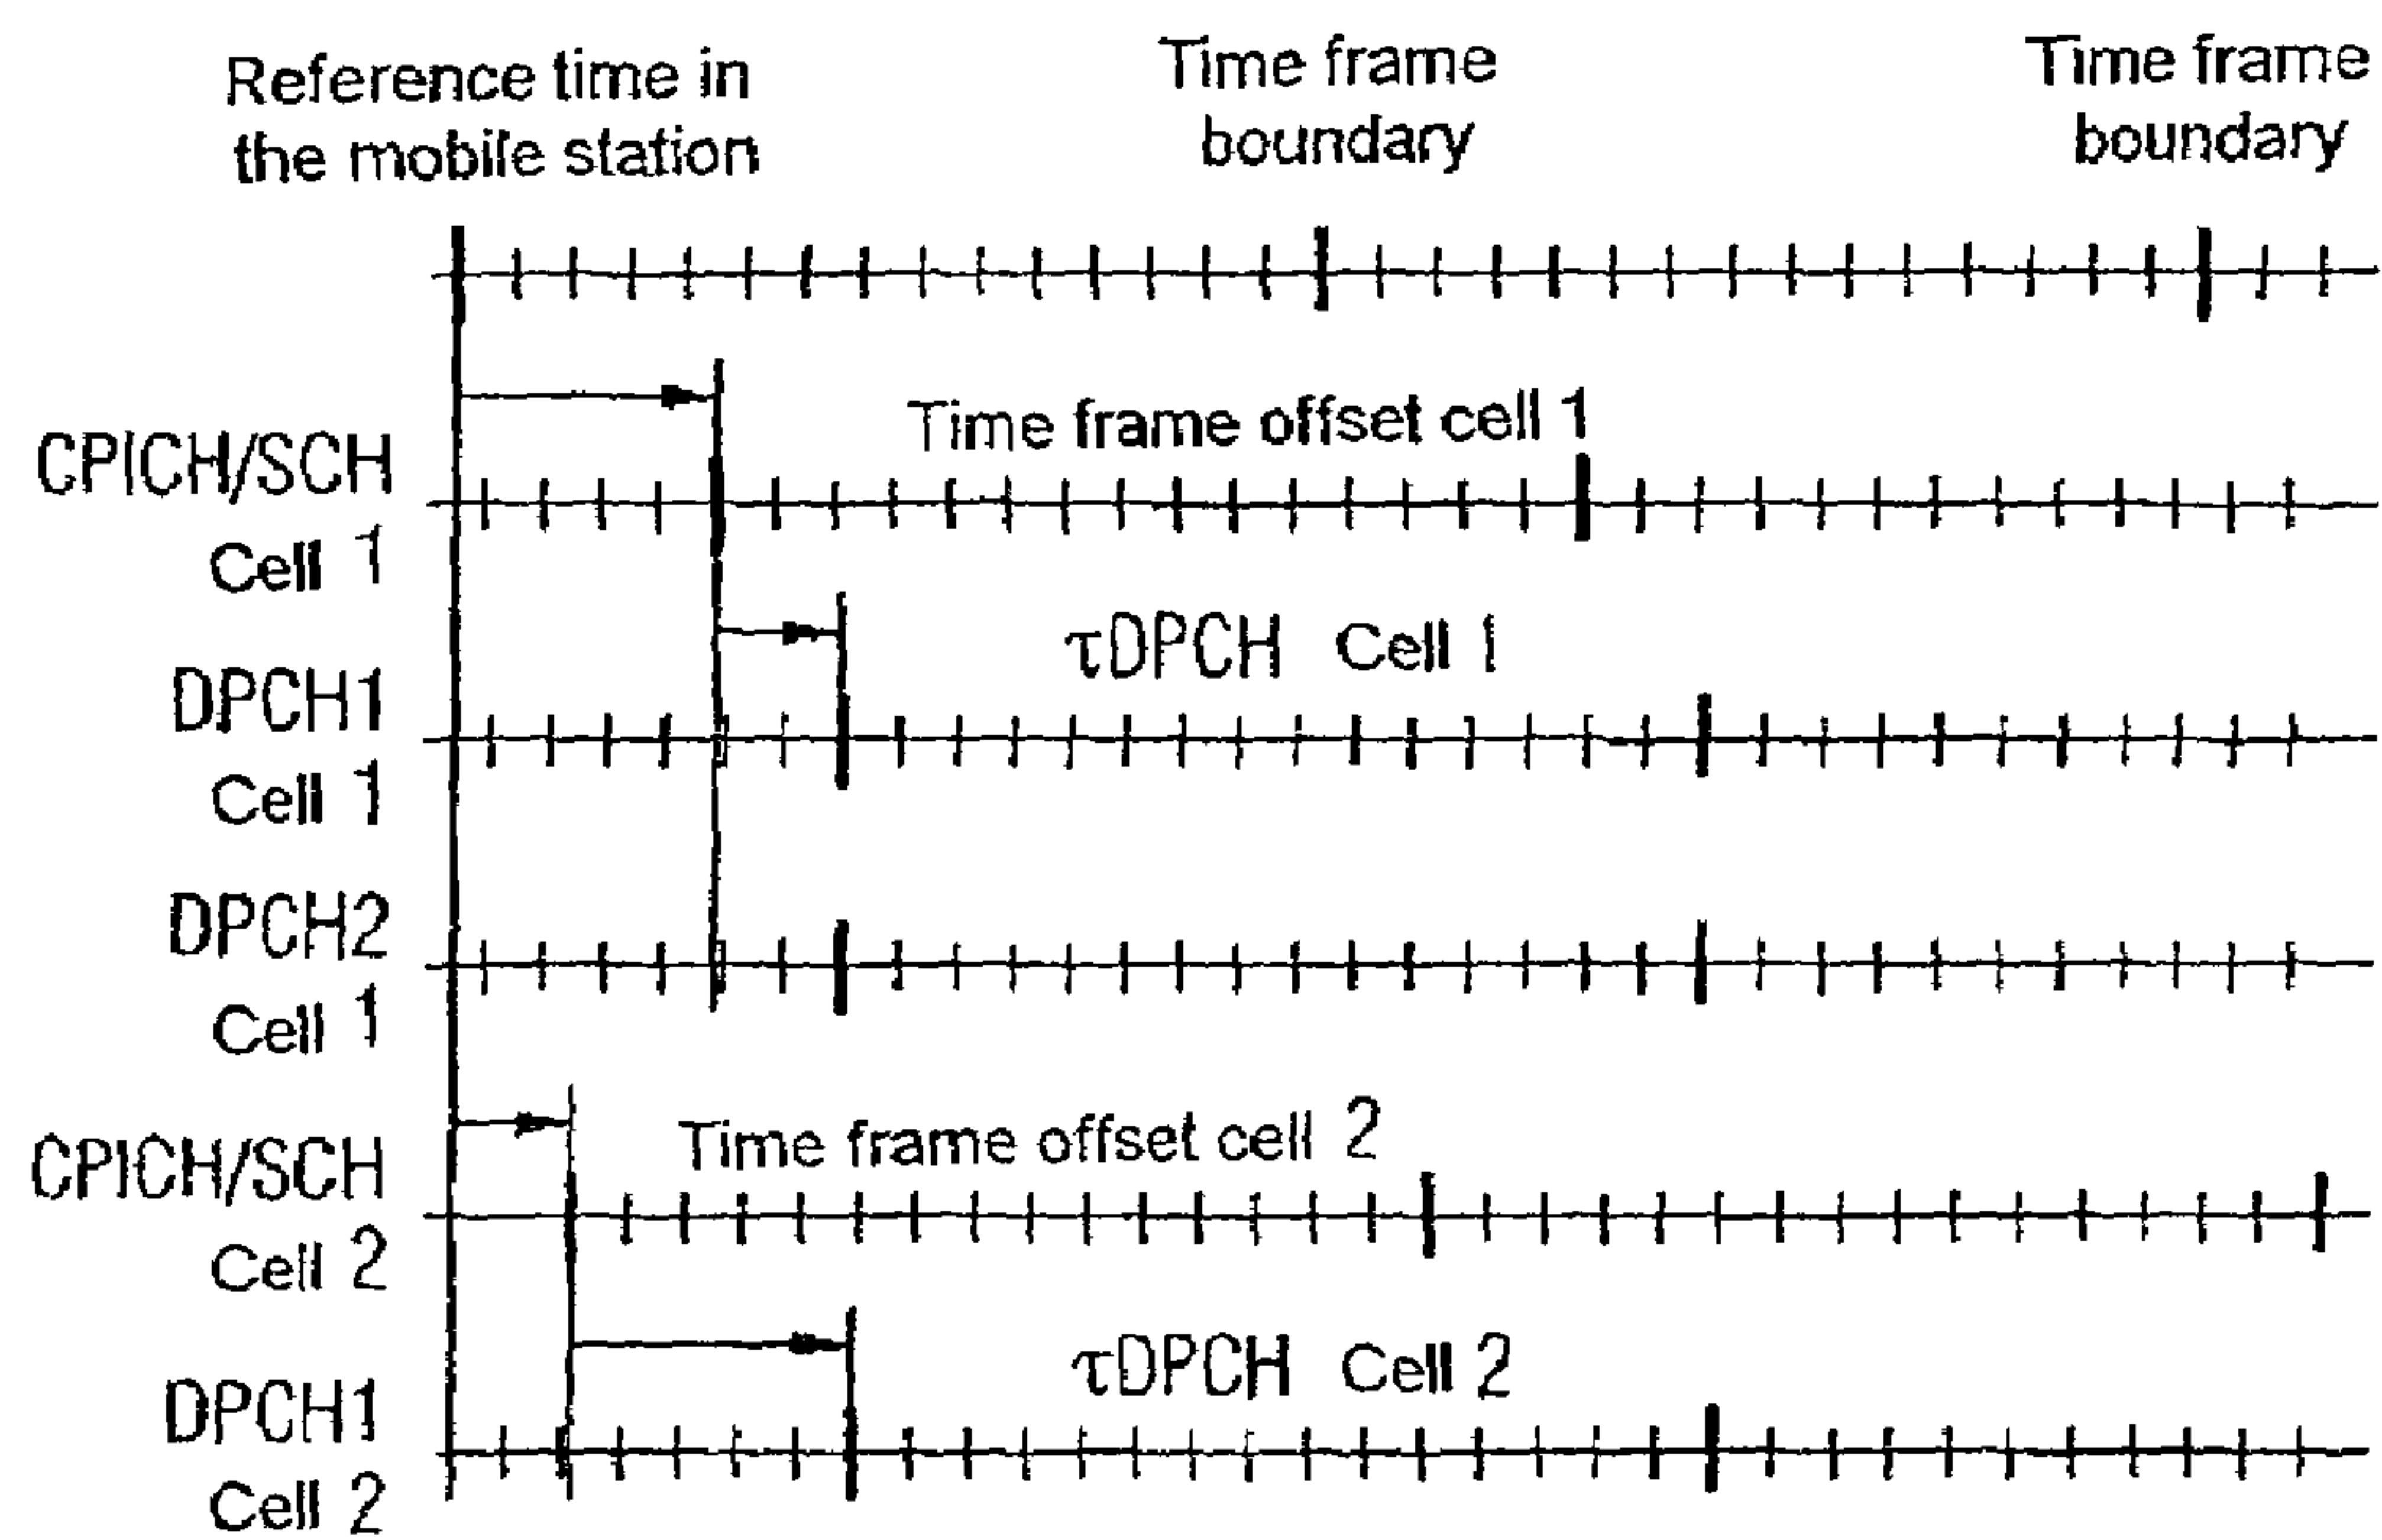 Reference time in
the mobile station
Time frame
boundary
Time frame
boundary
Time frame offset cell 1
CPICH/SCH
Cell 1
τDPCH Cell 1
DPCH1
Cell 1
DPCH2
Cell 1
Time frame offset cell 2
CPICH/SCH
Cell 2
τDPCH Cell 2
DPCH1
Cell 2